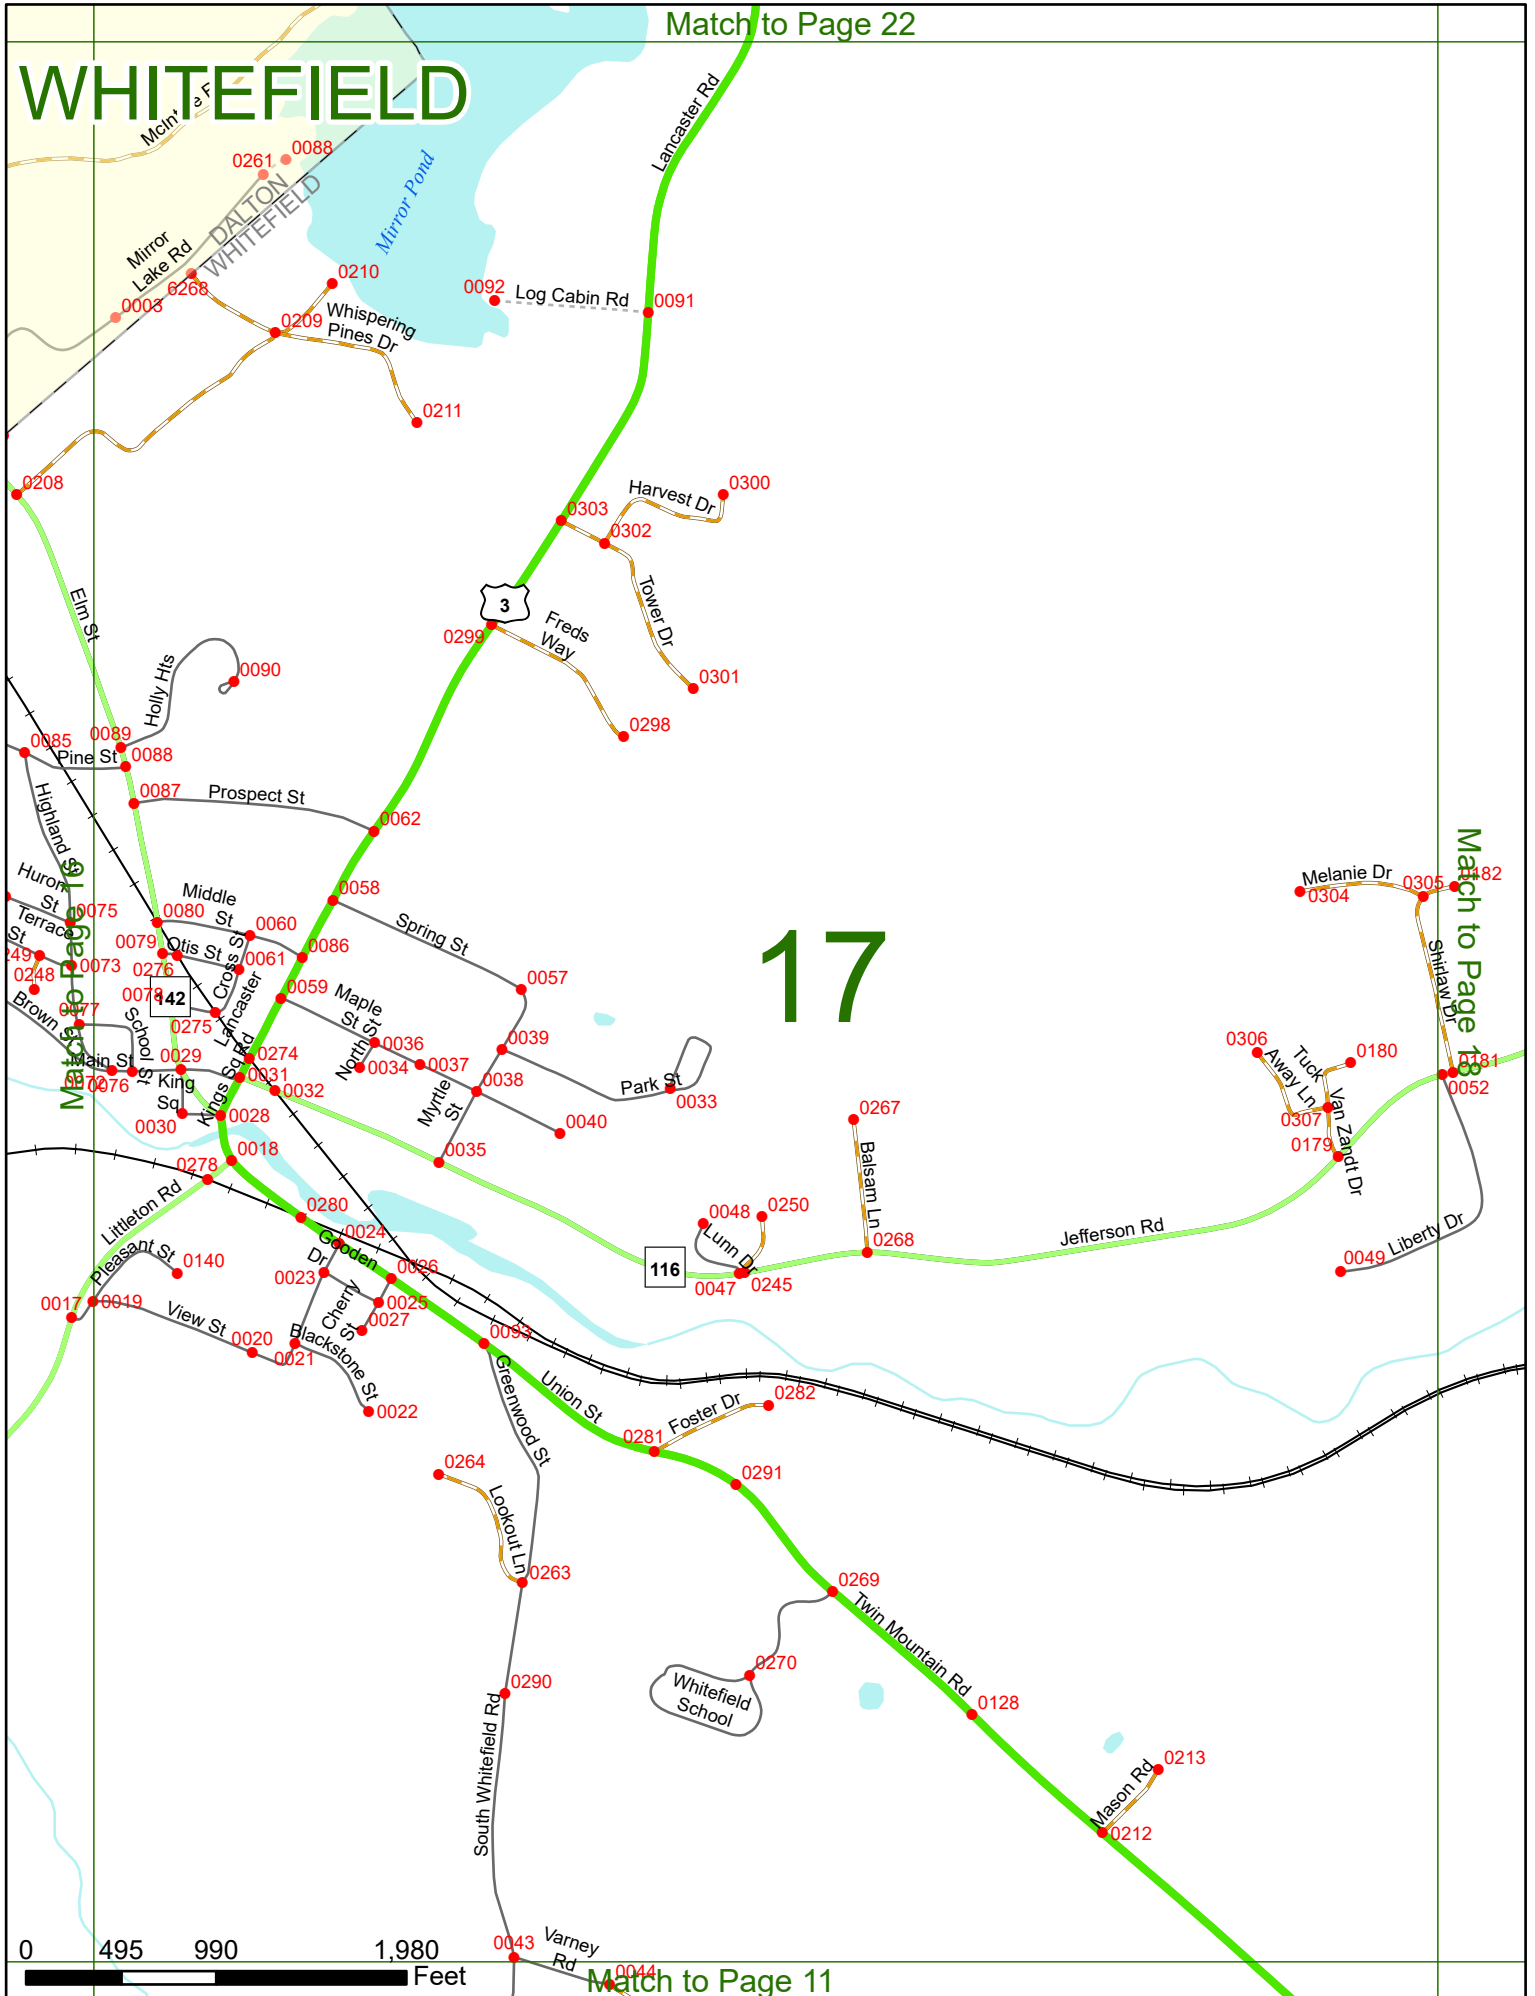 Match to Page 22
WHITEFIELD
Lancaster Rd
0088
0261
DALTON
WHITEFIELD
Mirror Pond
Mirror
Lake Rd
6268
0003
0210
0209
Whispering
Pines Dr
0211
0092
Log Cabin Rd
0091
0208
Harvest Dr
0300
0303
0302
Tower Dr
0301
3
0299
Freds
Way
0298
Elm St
Holly Hts
0090
0089
0085
Pine St
0088
0087
Prospect St
0062
Highland St
Match to Page 16
Huron
St
0075
Terrace
St
249
0248
0073
Middle
St
0080
0060
0058
0079
Otis St
0276
Cross St
0061
0086
Spring St
0057
17
0078
142
0275
Lancaster
Rd
0059
Maple
St
0077
Brown St
School St
Main St
0072
0076
0029
King
Sq
0030
Kings Sq
0274
0031
0032
0028
North St
0036
0034
0037
0039
0038
Myrtle
St
Park St
0033
0040
0035
0018
0278
Littleton Rd
0280
0024
Gooden
Dr
0023
0026
0025
Cherry
St
0027
Pleasant St
0140
0017
0019
View St
0020
0021
Blackstone St
0022
0093
Greenwood St
Union St
116
0048
Lunn Dr
0250
0047
0245
0267
Balsam Ln
0268
Jefferson Rd
Melanie Dr
0304
0305
0182
Shirlaw Dr
Match to Page 18
0306
Tuck
Away Ln
0180
0307
Van Zandt Dr
0179
0181
0052
Liberty Dr
0049
Foster Dr
0282
0281
0291
0264
Lookout Ln
0263
0269
Twin Mountain Rd
0270
Whitefield
School
0290
South Whitefield Rd
0128
0213
Mason Rd
0212
0043
Varney
Rd
0044
0 495 990 1,980
Feet
Match to Page 11